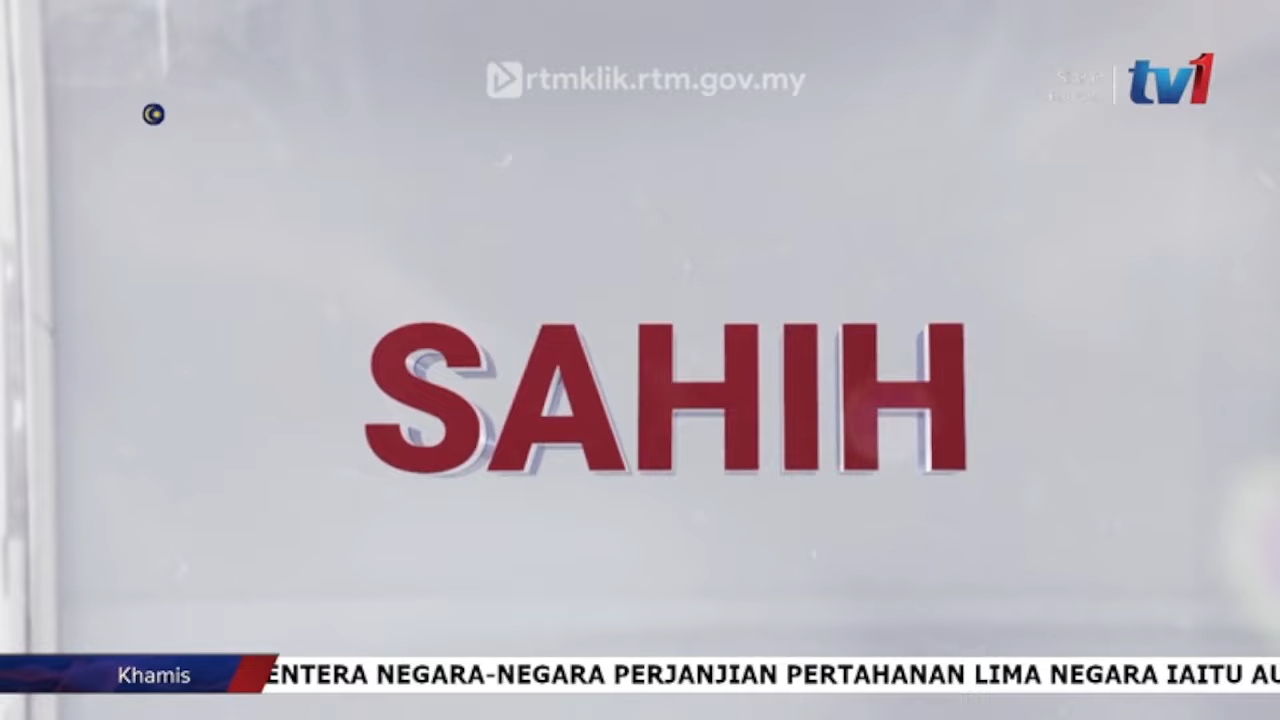 rtmklik.rtm.gov.my
tv1
SAHIH
Khamis
ENTERA NEGARA-NEGARA PERJANJIAN PERTAHANAN LIMA NEGARA IAITU AU